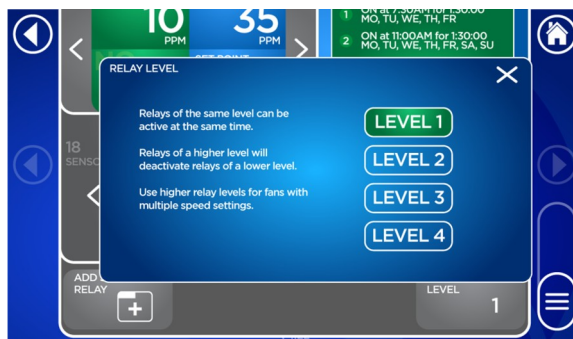 10
PPM
35
PPM
1 ON at 7:30AM for 1:30:00
MO, TU, WE, TH, FR
2 ON at 11:00AM for 1:30:00
MO, TU, WE, TH, FR, SA, SU
RELAY LEVEL
Relays of the same level can be
active at the same time.
Relays of a higher level will
deactivate relays of a lower level.
Use higher relay levels for fans with
multiple speed settings.
LEVEL 1
LEVEL 2
LEVEL 3
LEVEL 4
18
ADD
RELAY
LEVEL
1